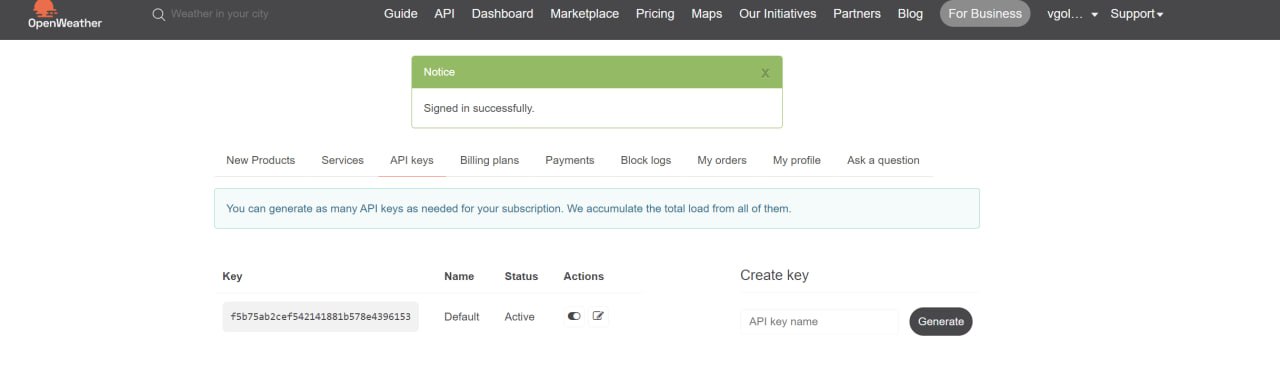 OpenWeather
Weather in your city
Guide API Dashboard Marketplace Pricing Maps Our Initiatives Partners Blog For Business vgol... Support
Notice x
Signed in successfully.
New Products Services API keys Billing plans Payments Block logs My orders My profile Ask a question
You can generate as many API keys as needed for your subscription. We accumulate the total load from all of them.
Key Name Status Actions
f5b75ab2cef542141881b578e4396153 Default Active
Create key
API key name Generate